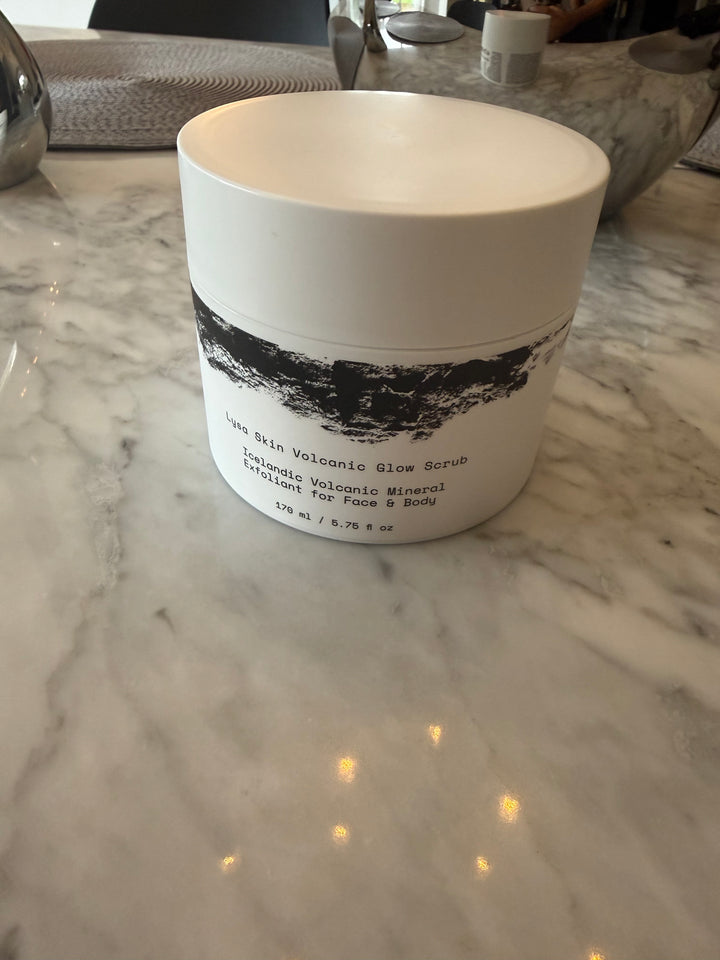 Lysa Skin Volcanic Glow Scrub
Icelandic Volcanic Mineral
Exfoliant for Face & Body
170 ml / 5.75 fl oz